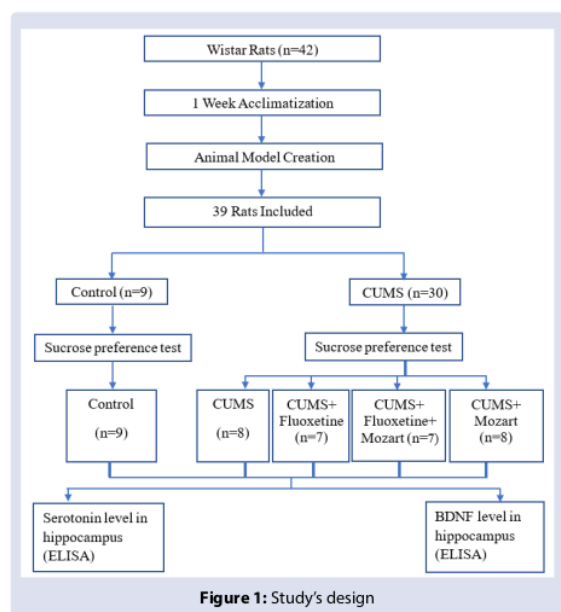 Wistar Rats (n=42)
1 Week Acclimatization
Animal Model Creation
39 Rats Included
Control (n=9)
CUMS (n=30)
Sucrose preference test
Sucrose preference test
Control
(n=9)
CUMS
(n=8)
CUMS+
Fluoxetine
(n=7)
CUMS+
Fluoxetine+
Mozart (n=7)
CUMS+
Mozart
(n=8)
Serotonin level in
hippocampus
(ELISA)
BDNF level in
hippocampus
(ELISA)
Figure 1: Study's design